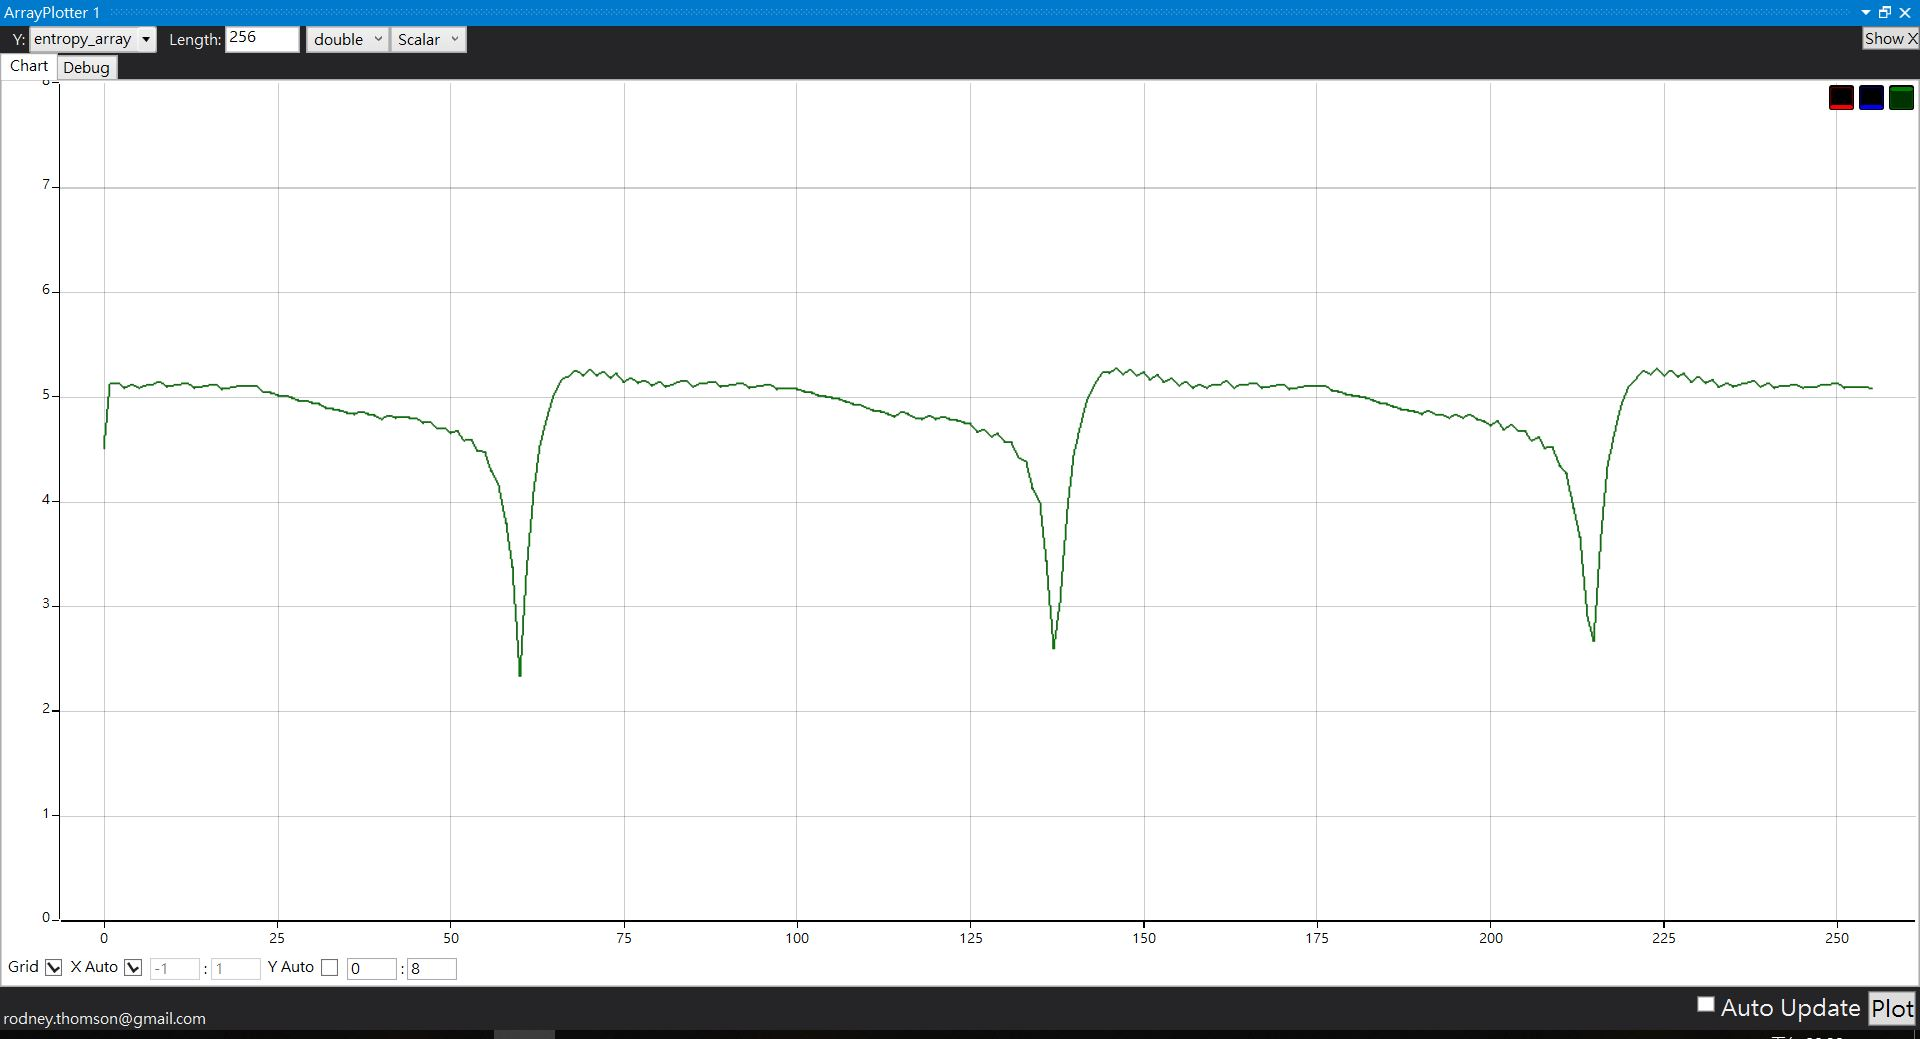 ArrayPlotter 1
Y: entropy_array Length: 256 double Scalar Show X
Chart Debug
8
7
6
5
4
3
2
1
0
0 25 50 75 100 125 150 175 200 225 250
Grid X Auto -1 : 1 Y Auto 0 : 8
Auto Update Plot
rodney.thomson@gmail.com